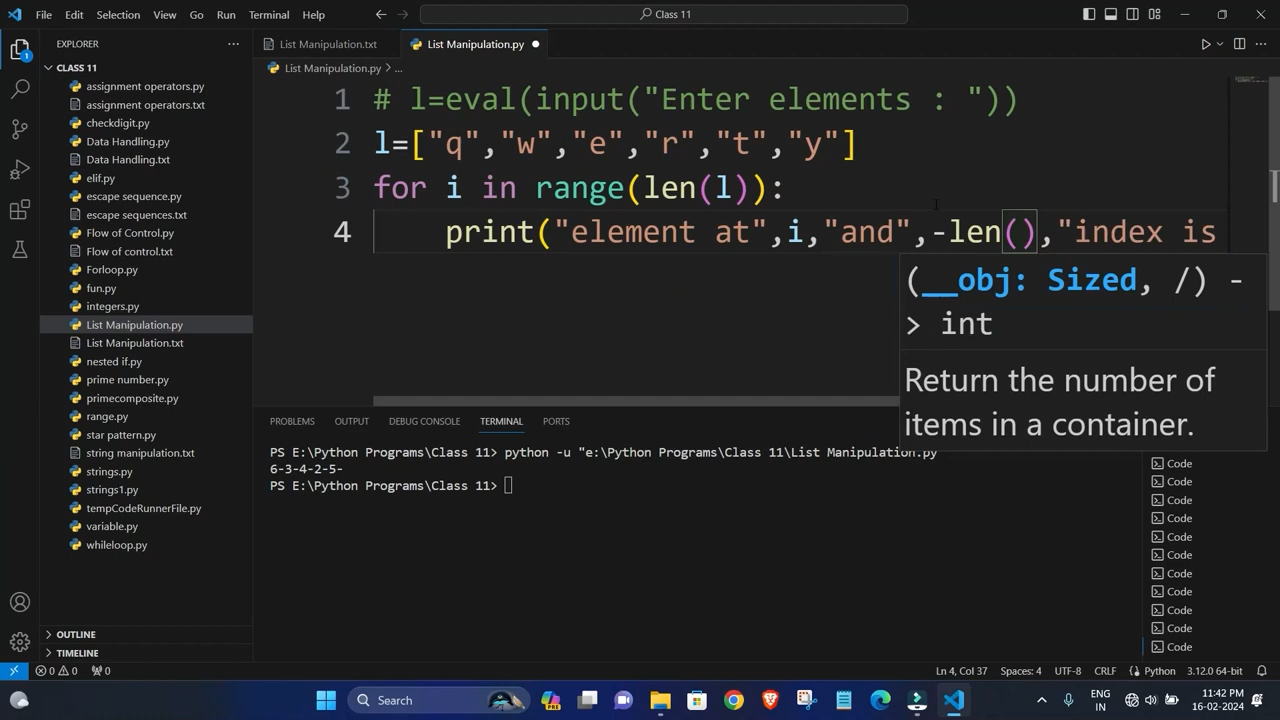 File Edit Selection View Go Run Terminal Help
Class 11
EXPLORER
CLASS 11
assignment operators.py
assignment operators.txt
checkdigit.py
Data Handling.py
Data Handling.txt
elif.py
escape sequence.py
escape sequences.txt
Flow of Control.py
Flow of control.txt
Forloop.py
fun.py
integers.py
List Manipulation.py
List Manipulation.txt
nested if.py
prime number.py
primecomposite.py
range.py
star pattern.py
string manipulation.txt
strings.py
strings1.py
tempCodeRunnerFile.py
variable.py
whileloop.py
OUTLINE
TIMELINE
List Manipulation.txt List Manipulation.py
List Manipulation.py > ...
1 # l=eval(input("Enter elements : "))
2 l=["q","w","e","r","t","y"]
3 for i in range(len(l)):
4 print("element at",i,"and",-len(),"index is
(__obj: Sized, /) -
> int
Return the number of
items in a container.
PROBLEMS OUTPUT DEBUG CONSOLE TERMINAL PORTS
PS E:\Python Programs\Class 11> python -u "e:\Python Programs\Class 11\List Manipulation.py
6-3-4-2-5-
PS E:\Python Programs\Class 11>
Code
Code
Code
Code
Code
Code
Code
Code
Code
Code
Code
0 0 0 Ln 4, Col 37 Spaces: 4 UTF-8 CRLF Python 3.12.0 64-bit
Search
PRE
ENG
IN
11:42 PM
16-02-2024